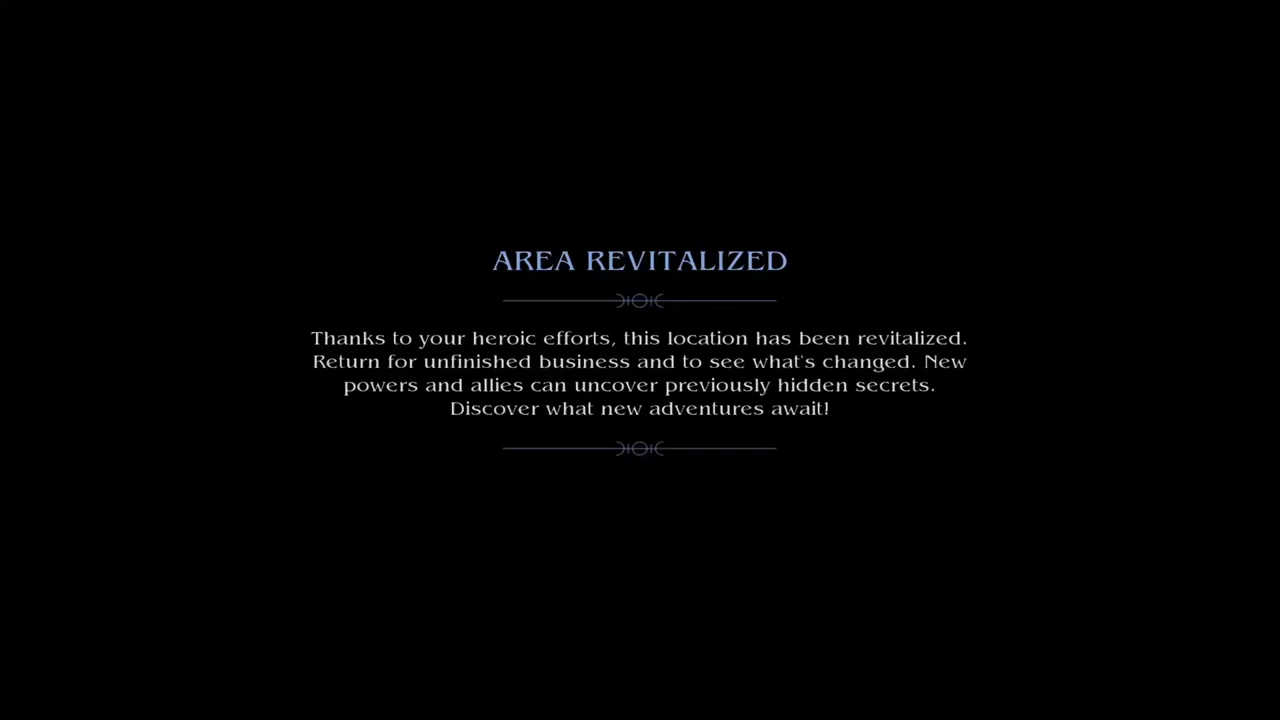 AREA REVITALIZED
Thanks to your heroic efforts, this location has been revitalized.
Return for unfinished business and to see what's changed. New
powers and allies can uncover previously hidden secrets.
Discover what new adventures await!